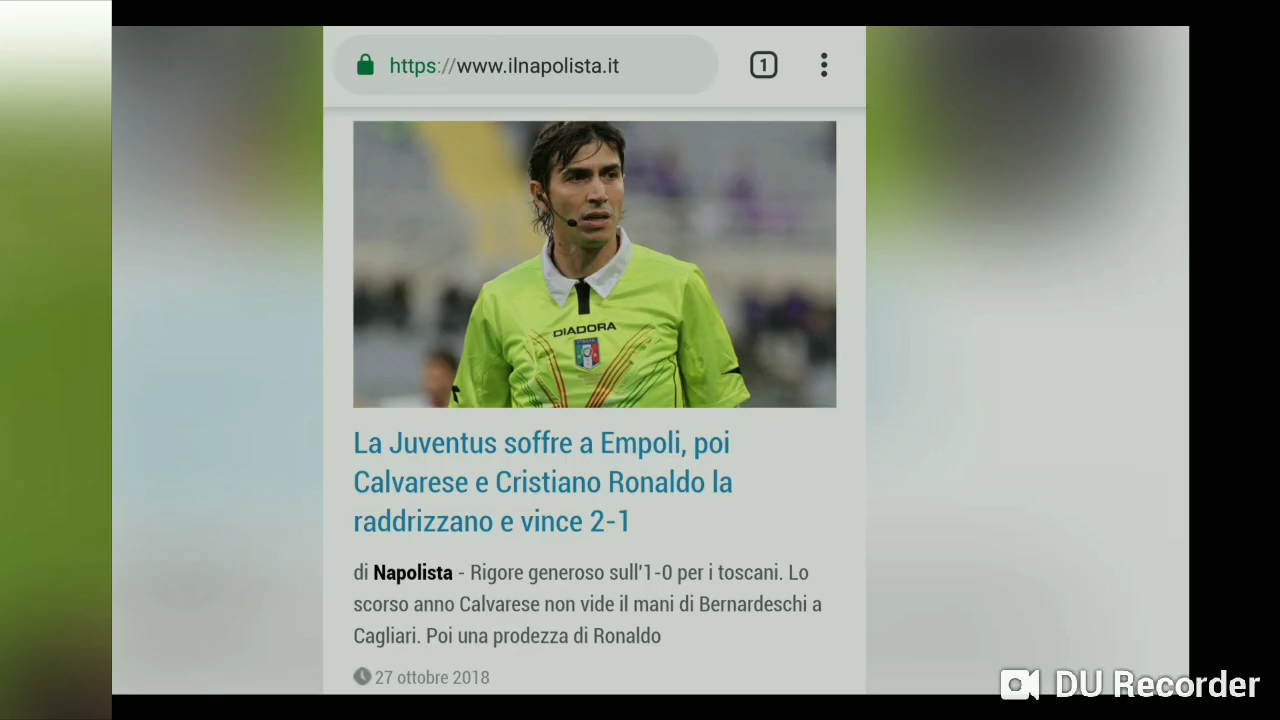 https://www.ilnapolista.it
1
DIADORA
La Juventus soffre a Empoli, poi
Calvarese e Cristiano Ronaldo la
raddrizzano e vince 2-1
di Napolista - Rigore generoso sull'1-0 per i toscani. Lo
scorso anno Calvarese non vide il mani di Bernardeschi a
Cagliari. Poi una prodezza di Ronaldo
27 ottobre 2018
DU Recorder